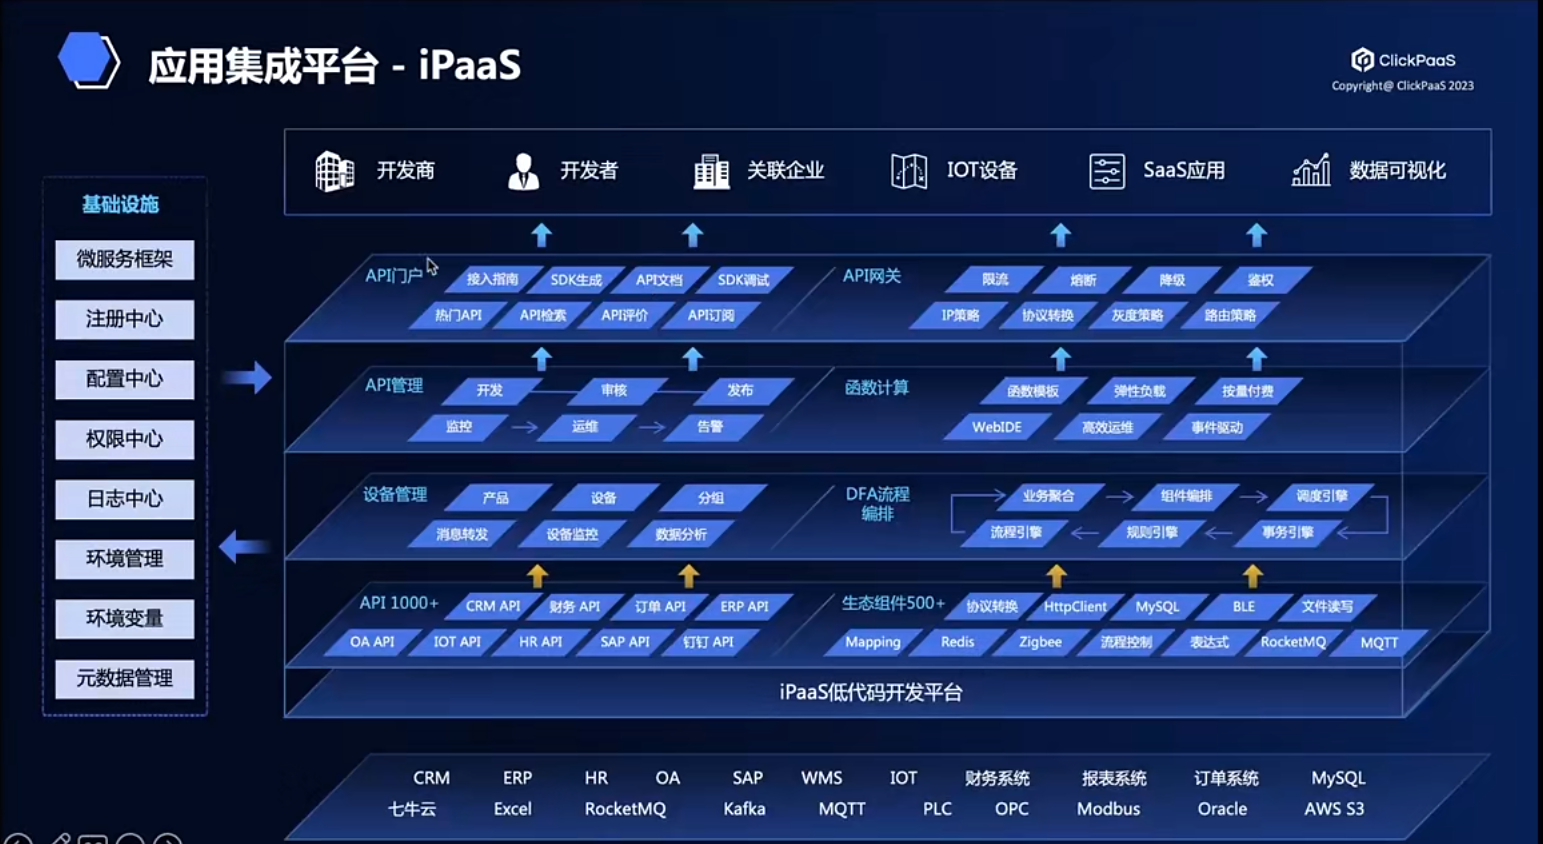 应用集成平台 - iPaaS
ClickPaaS
Copyright@ ClickPaaS 2023
开发商 开发者 关联企业 IOT设备 SaaS应用 数据可视化
基础设施
微服务框架
注册中心
配置中心
权限中心
日志中心
环境管理
环境变量
元数据管理
API门户 接入指南 SDK生成 API文档 SDK调试
热门API API检索 API评价 API订阅
API网关 限流 熔断 降级 鉴权
IP策略 协议转换 灰度策略 路由策略
API管理 开发 审核 发布
监控 运维 告警
函数计算 函数模板 弹性负载 按量付费
WebIDE 高效运维 事件驱动
设备管理 产品 设备 分组
消息转发 设备监控 数据分析
DFA流程
编排
业务聚合 组件编排 调度引擎
流程引擎 规则引擎 事务引擎
API 1000+ CRM API 财务 API 订单 API ERP API
OA API IOT API HR API SAP API 钉钉 API
生态组件500+ 协议转换 HttpClient MySQL BLE 文件读写
Mapping Redis Zigbee 流程控制 表达式 RocketMQ MQTT
iPaaS低代码开发平台
CRM ERP HR OA SAP WMS IOT 财务系统 报表系统 订单系统 MySQL
七牛云 Excel RocketMQ Kafka MQTT PLC OPC Modbus Oracle AWS S3